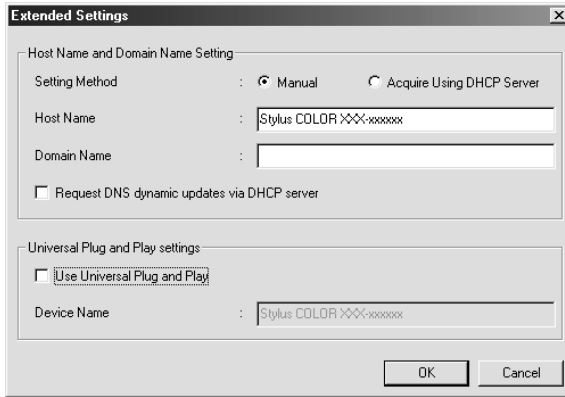 Extended Settings
Host Name and Domain Name Setting
Setting Method : Manual Acquire Using DHCP Server
Host Name : Stylus COLOR XXX-xxxxxx
Domain Name :
Request DNS dynamic updates via DHCP server
Universal Plug and Play settings
Use Universal Plug and Play
Device Name : Stylus COLOR XXX-xxxxxx
OK Cancel